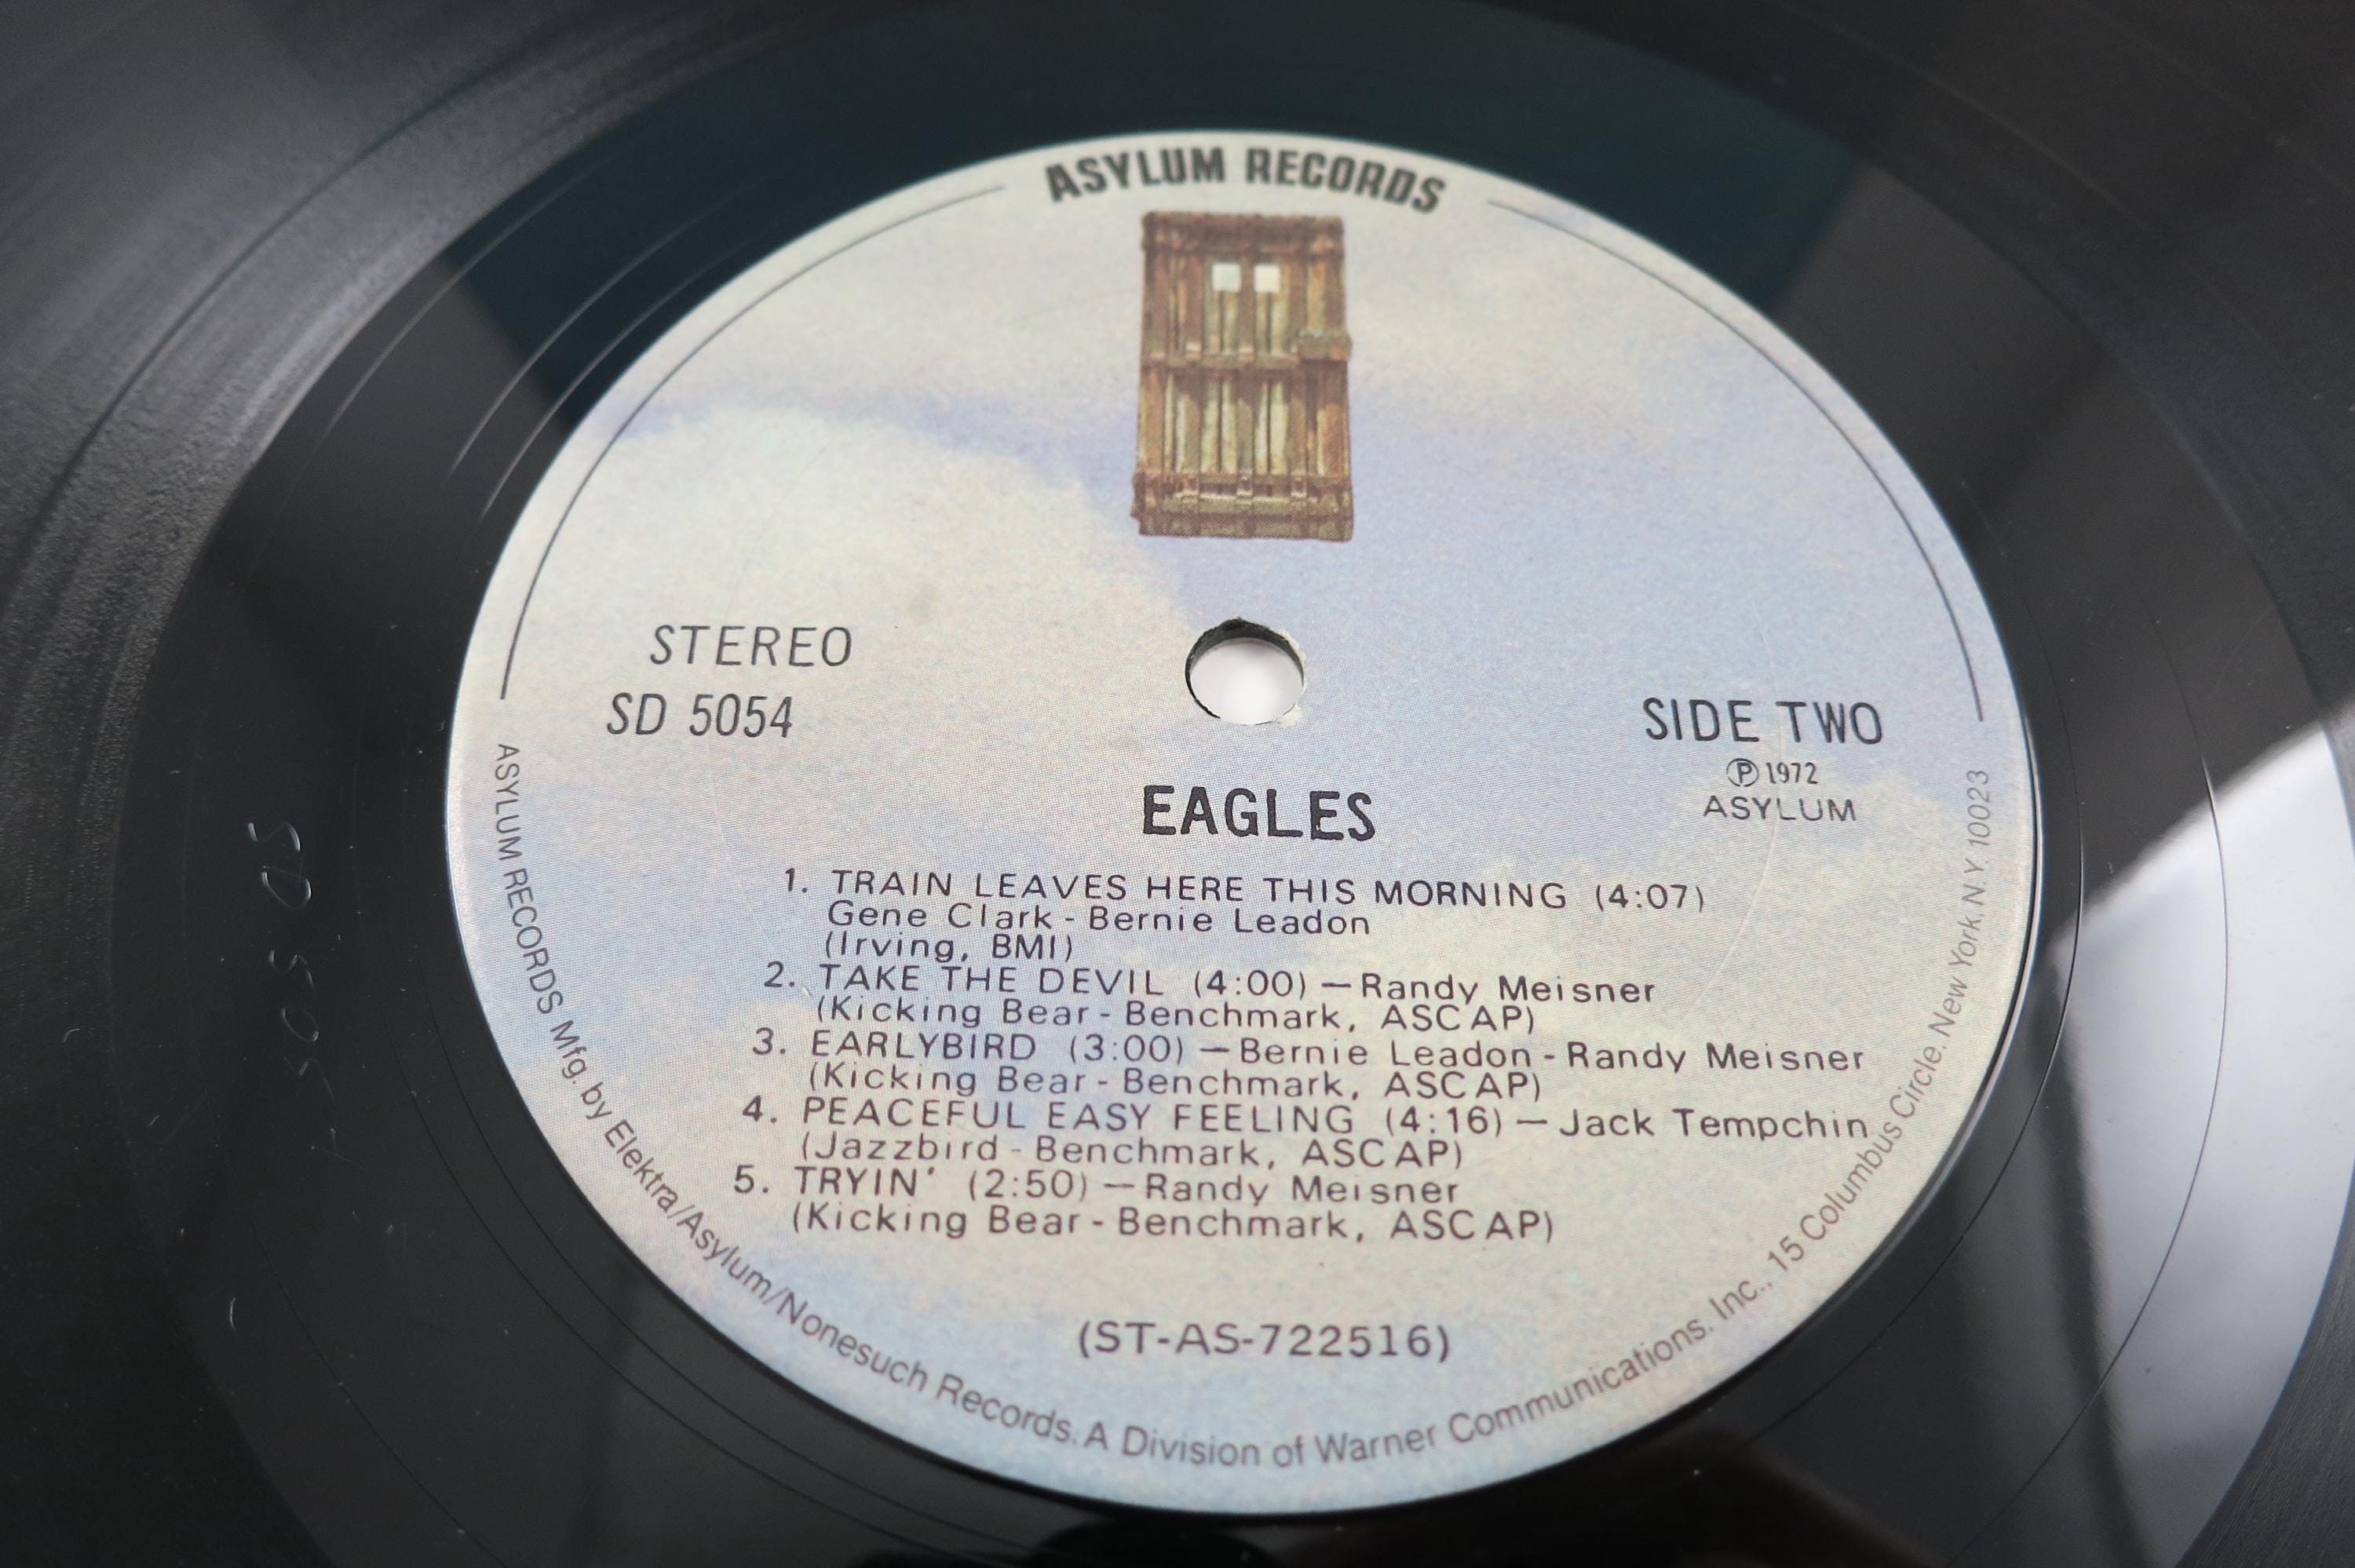 ASYLUM RECORDS
STEREO
SD 5054
SIDE TWO
Ⓟ 1972
ASYLUM
EAGLES
1. TRAIN LEAVES HERE THIS MORNING (4:07)
Gene Clark - Bernie Leadon
(Irving, BMI)
2. TAKE THE DEVIL (4:00) — Randy Meisner
(Kicking Bear - Benchmark, ASCAP)
3. EARLYBIRD (3:00) — Bernie Leadon - Randy Meisner
(Kicking Bear - Benchmark, ASCAP)
4. PEACEFUL EASY FEELING (4:16) — Jack Tempchin
(Jazzbird - Benchmark, ASCAP)
5. TRYIN' (2:50) — Randy Meisner
(Kicking Bear - Benchmark, ASCAP)
(ST-AS-722516)
ASYLUM RECORDS Mfg. by Elektra/Asylum/Nonesuch Records. A Division of Warner Communications. Inc., 15 Columbus Circle. New York. N.Y. 10023